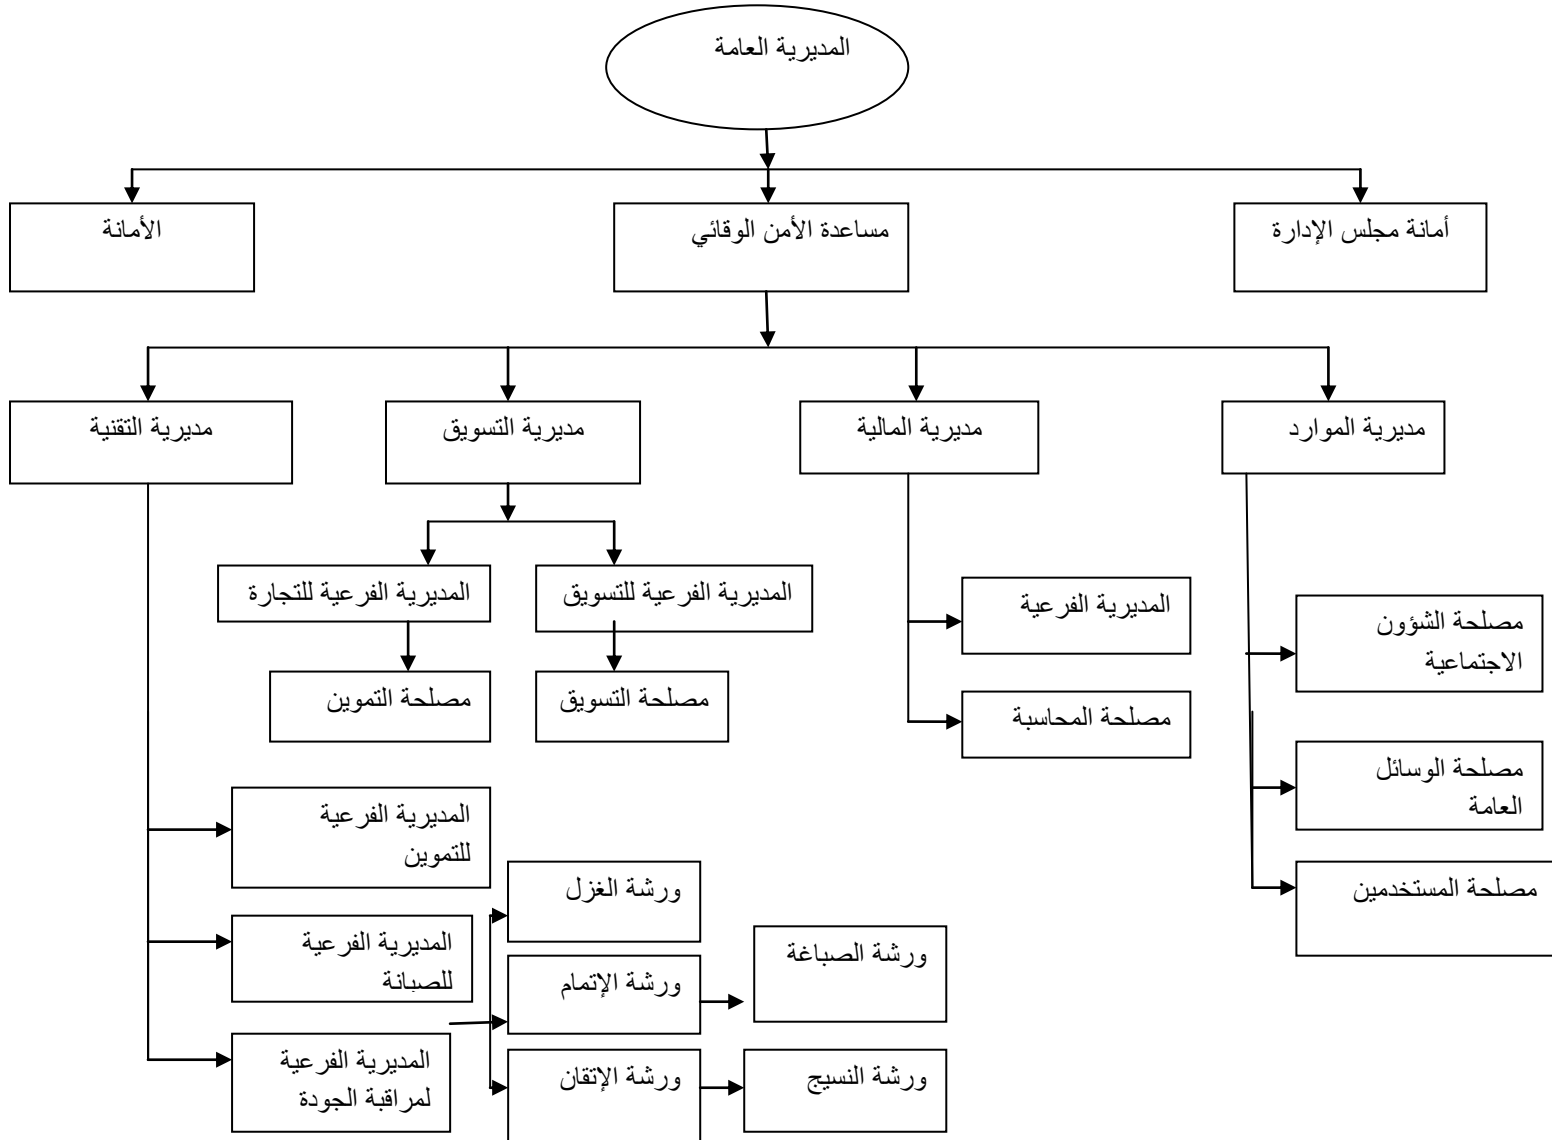 المديرية العامة
أمانة مجلس الإدارة
مساعدة الأمن الوقائي
الأمانة
مديرية الموارد
مديرية المالية
مديرية التسويق
مديرية التقنية
مصلحة الشؤون
الاجتماعية
مصلحة الوسائل
العامة
مصلحة المستخدمين
المديرية الفرعية
مصلحة المحاسبة
المديرية الفرعية للتسويق
مصلحة التسويق
المديرية الفرعية للتجارة
مصلحة التموين
المديرية الفرعية
للتموين
المديرية الفرعية
للصيانة
المديرية الفرعية
لمراقبة الجودة
ورشة الغزل
ورشة الإتمام
ورشة الصباغة
ورشة الإتقان
ورشة النسيج